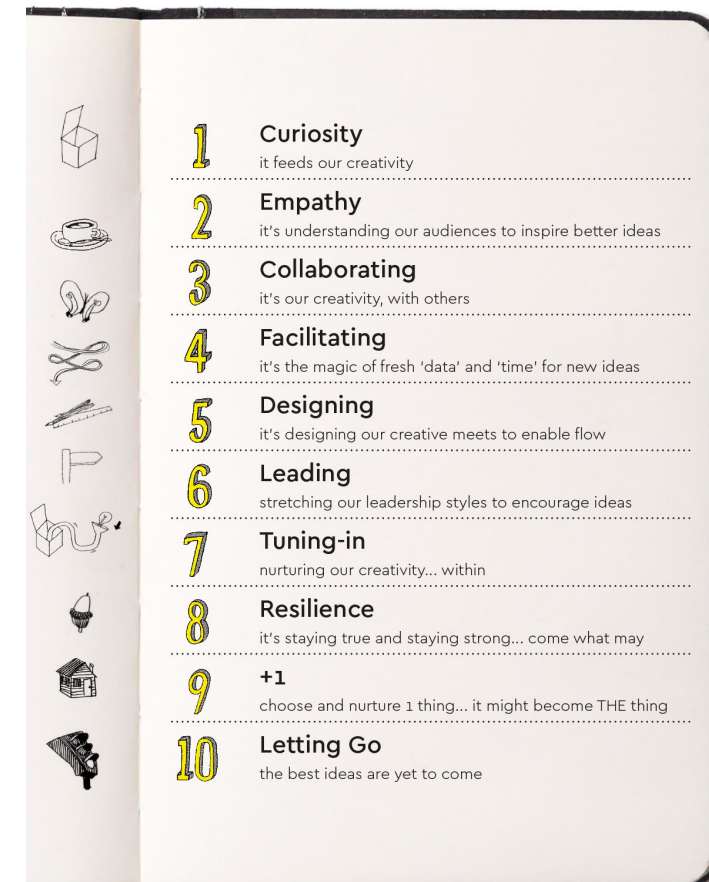 1
Curiosity
it feeds our creativity
2
Empathy
it's understanding our audiences to inspire better ideas
3
Collaborating
it's our creativity, with others
4
Facilitating
it's the magic of fresh ‘data’ and ‘time’ for new ideas
5
Designing
it's designing our creative meets to enable flow
6
Leading
stretching our leadership styles to encourage ideas
7
Tuning-in
nurturing our creativity... within
8
Resilience
it's staying true and staying strong... come what may
9
+1
choose and nurture 1 thing... it might become THE thing
10
Letting Go
the best ideas are yet to come